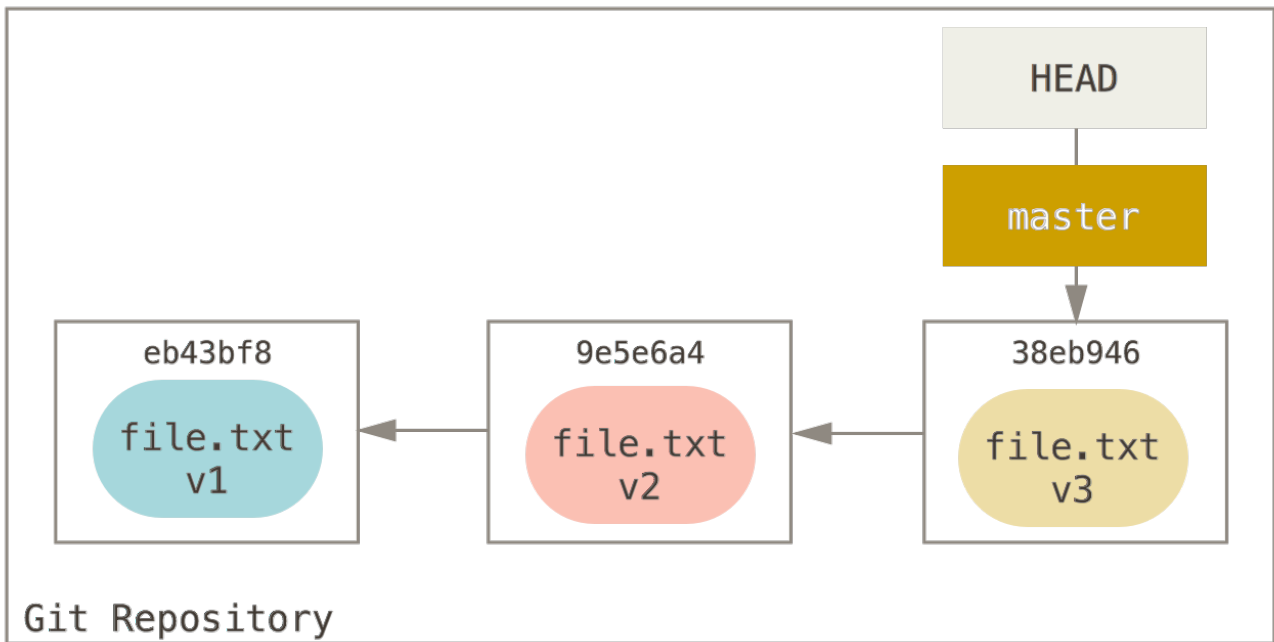 HEAD
master
eb43bf8
9e5e6a4
38eb946
file.txt
v1
file.txt
v2
file.txt
v3
Git Repository